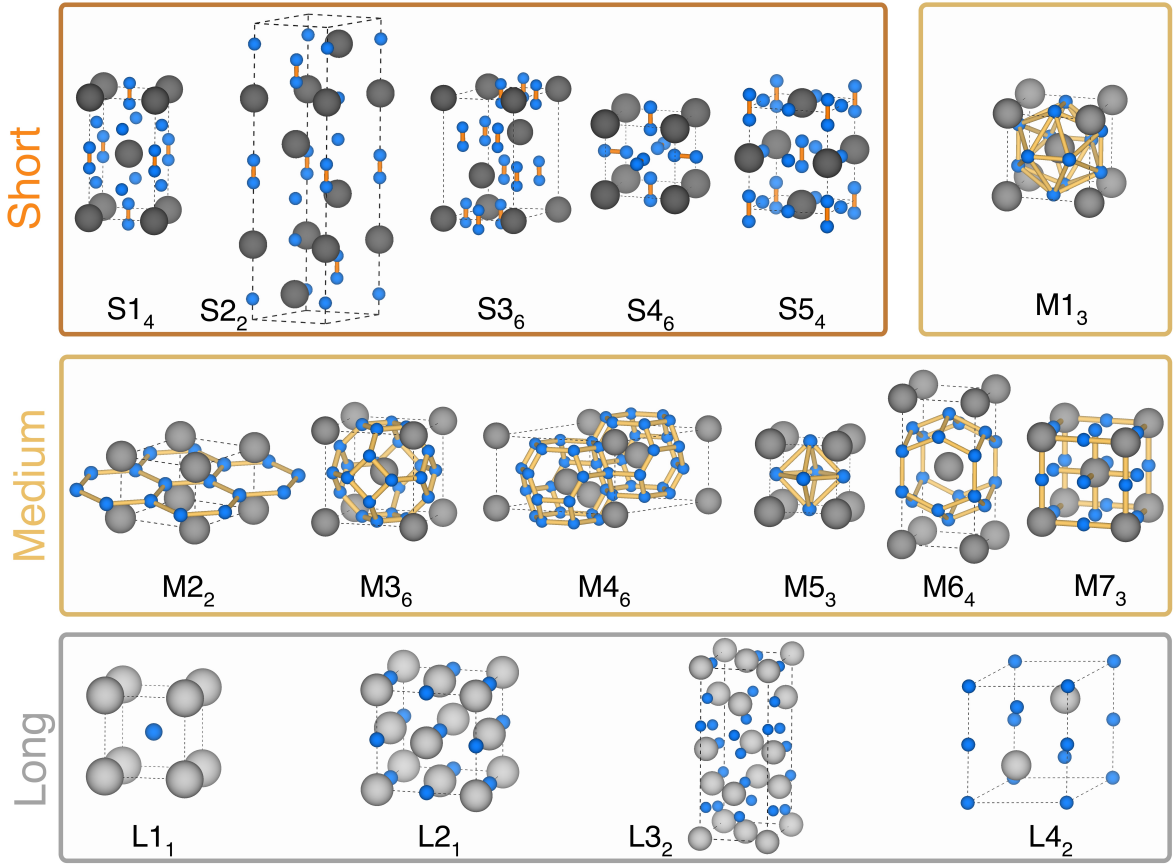 Short
S1₄ S2₂ S3₆ S4₆ S5₄
M1₃
Medium
M2₂ M3₆ M4₆ M5₃ M6₄ M7₃
Long
L1₁ L2₁ L3₂ L4₂